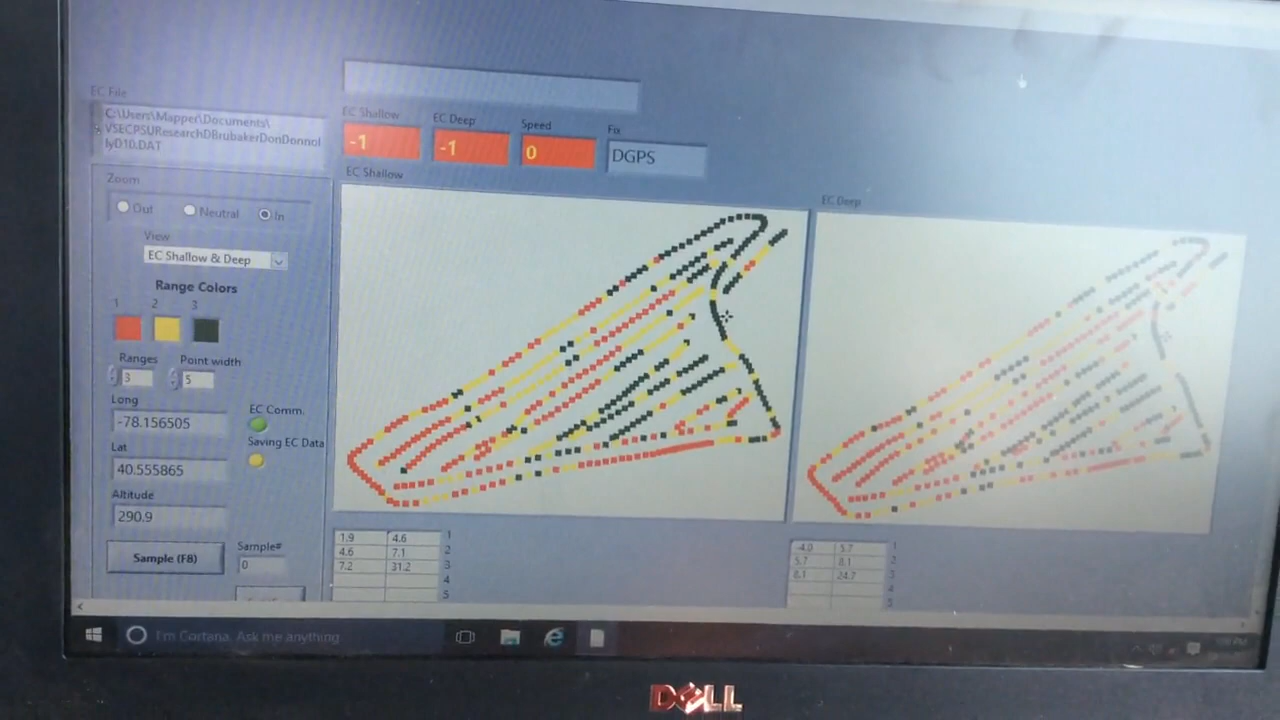 EC File
C:\Users\Mapper\Documents\
VSECPSUResearchDBrubakerDonDonnol
lyD10.DAT
EC Shallow
-1
EC Deep
-1
Speed
0
Fix
DGPS
Zoom
Out
Neutral
In
View
EC Shallow & Deep
Range Colors
1 2 3
Ranges
3
Point width
5
Long
-78.156505
Lat
40.555865
Altitude
290.9
EC Comm.
Saving EC Data
Sample (F8)
Sample#
0
EC Shallow
1.9 4.6 1
4.6 7.1 2
7.2 31.2 3
4
5
EC Deep
-4.0 5.7 1
5.7 8.1 2
8.1 24.7 3
4
5
I'm Cortana. Ask me anything
DELL